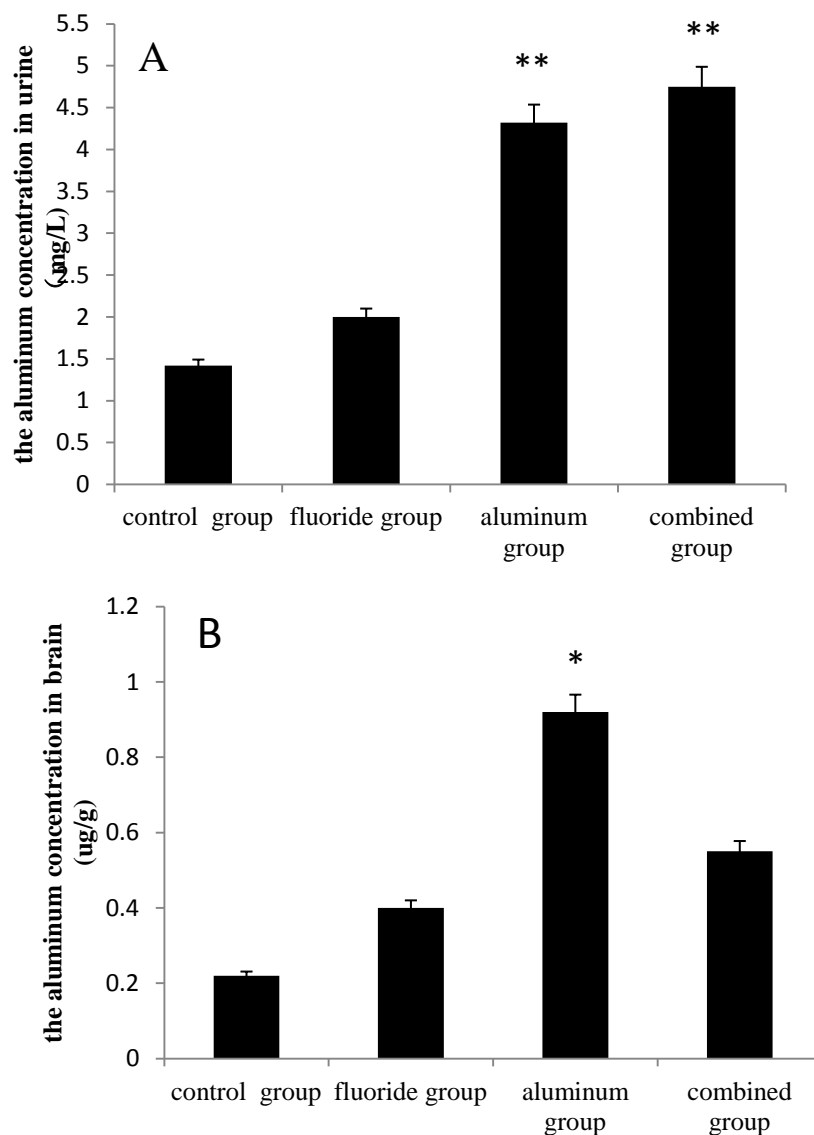 A
the aluminum concentration in urine
(mg/L)
5.5
5
4.5
4
3.5
3
2.5
2
1.5
1
0.5
0
**
**
control group
fluoride group
aluminum
group
combined
group
B
the aluminum concentration in brain
(ug/g)
1.2
1
0.8
0.6
0.4
0.2
0
*
control group
fluoride group
aluminum
group
combined
group